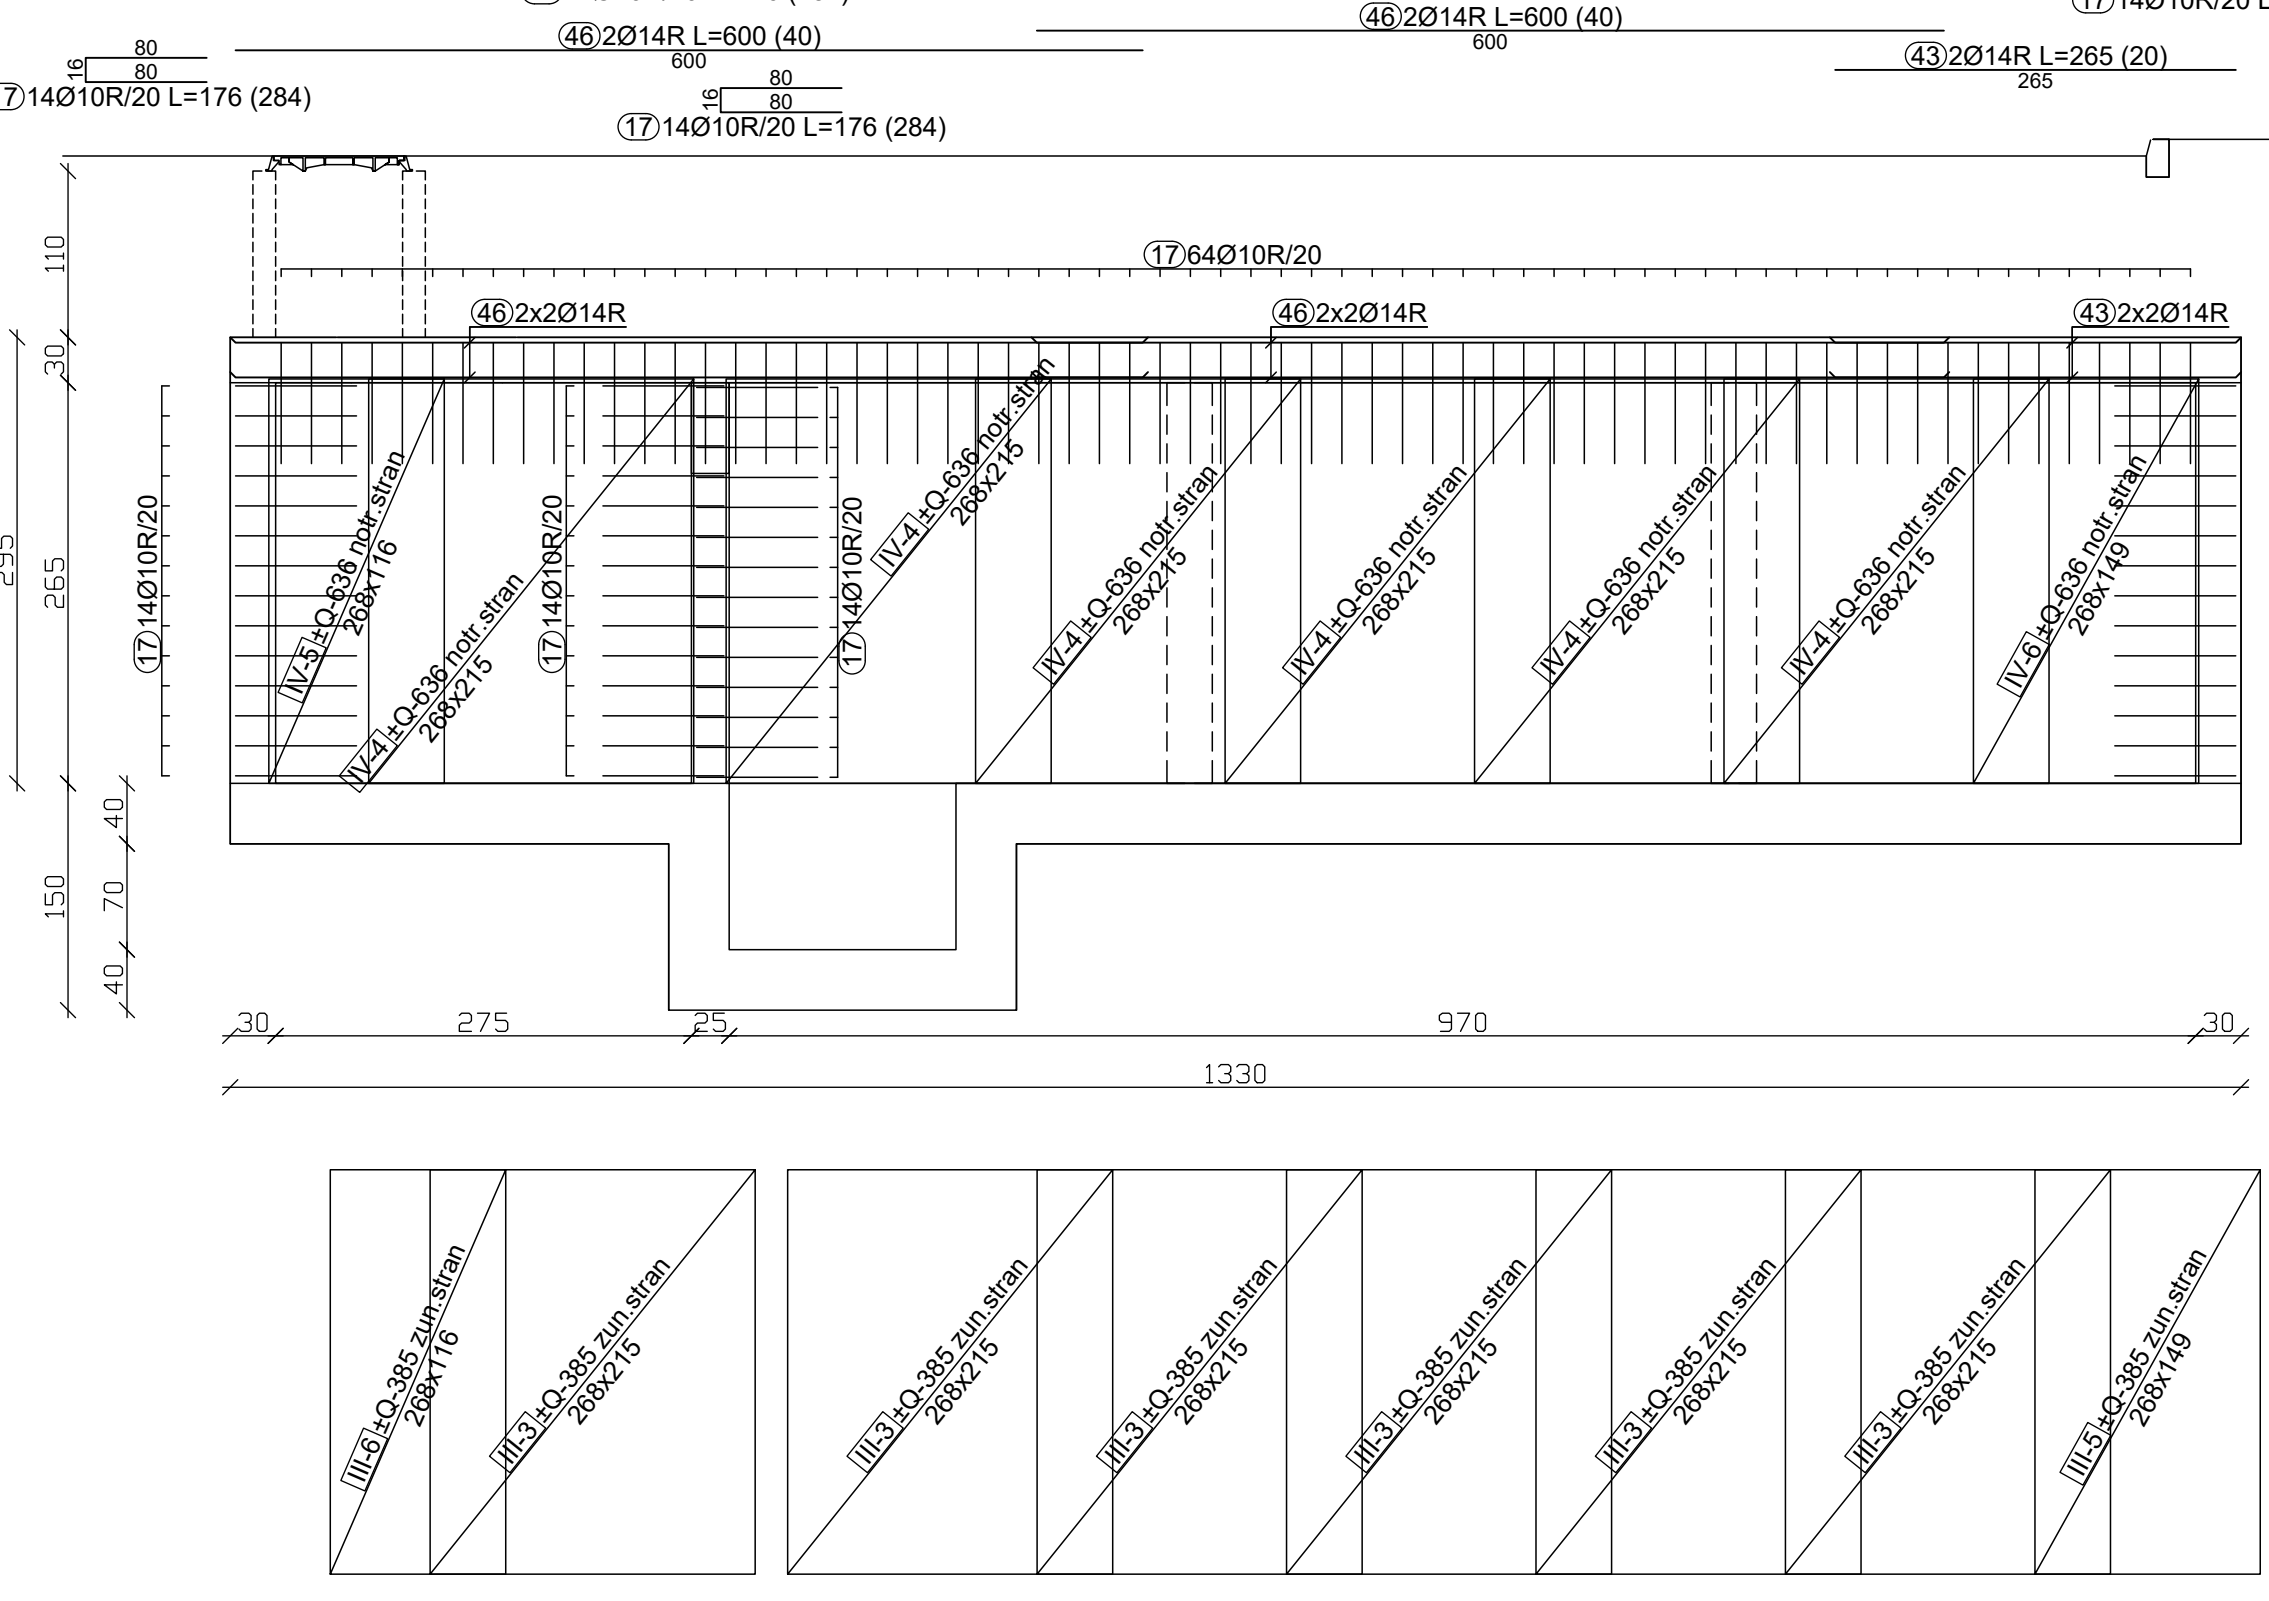 46 2Ø14R L=600 (40)
600
46 2Ø14R L=600 (40)
600
43 2Ø14R L=265 (20)
265
80
16
80
14Ø10R/20 L=176 (284)
80
16
80
17 14Ø10R/20 L=176 (284)
17 64Ø10R/20
46 2x2Ø14R
46 2x2Ø14R
43 2x2Ø14R
110
30
295
265
150
40
70
40
17 14Ø10R/20
17 14Ø10R/20
17 14Ø10R/20
IV-5 ±Q-636 notr.stran
268x116
IV-4 ±Q-636 notr.stran
268x215
IV-4 ±Q-636 notr.stran
268x215
IV-4 ±Q-636 notr.stran
268x215
IV-4 ±Q-636 notr.stran
268x215
IV-4 ±Q-636 notr.stran
268x215
IV-4 ±Q-636 notr.stran
268x215
IV-6 ±Q-636 notr.stran
268x149
30
275
25
970
30
1330
III-6 ±Q-385 zun.stran
268x116
III-3 ±Q-385 zun.stran
268x215
III-3 ±Q-385 zun.stran
268x215
III-3 ±Q-385 zun.stran
268x215
III-3 ±Q-385 zun.stran
268x215
III-3 ±Q-385 zun.stran
268x215
III-3 ±Q-385 zun.stran
268x215
III-5 ±Q-385 zun.stran
268x149